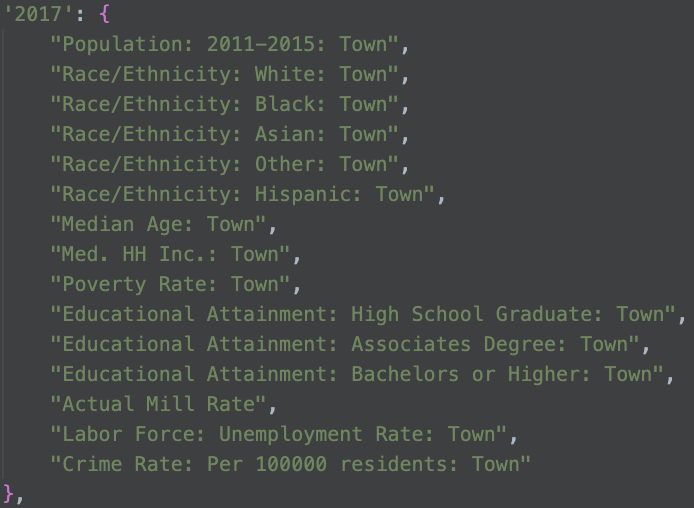 '2017': {
"Population: 2011-2015: Town",
"Race/Ethnicity: White: Town",
"Race/Ethnicity: Black: Town",
"Race/Ethnicity: Asian: Town",
"Race/Ethnicity: Other: Town",
"Race/Ethnicity: Hispanic: Town",
"Median Age: Town",
"Med. HH Inc.: Town",
"Poverty Rate: Town",
"Educational Attainment: High School Graduate: Town",
"Educational Attainment: Associates Degree: Town",
"Educational Attainment: Bachelors or Higher: Town",
"Actual Mill Rate",
"Labor Force: Unemployment Rate: Town",
"Crime Rate: Per 100000 residents: Town"
},